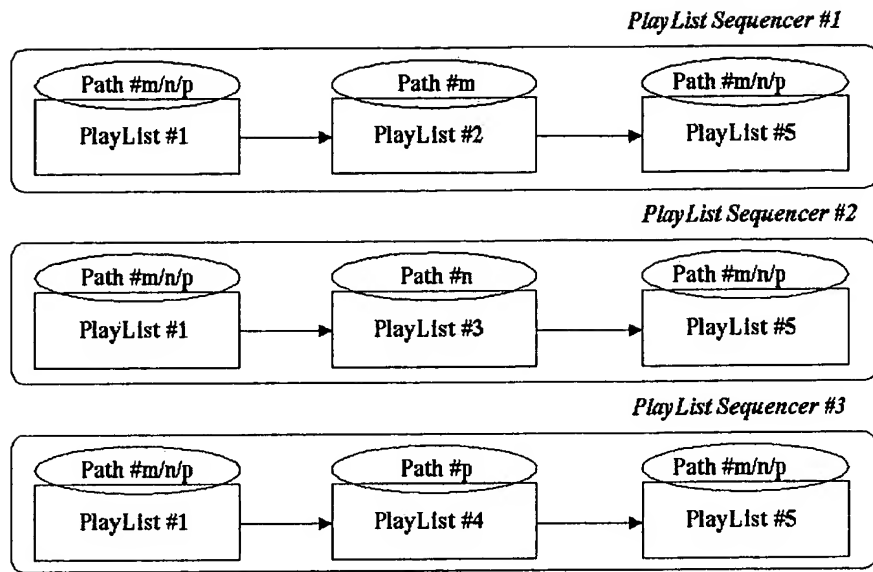 PlayList Sequencer #1
Path #m/n/p
Path #m
Path #m/n/p
PlayList #1
PlayList #2
PlayList #5
PlayList Sequencer #2
Path #m/n/p
Path #n
Path #m/n/p
PlayList #1
PlayList #3
PlayList #5
PlayList Sequencer #3
Path #m/n/p
Path #p
Path #m/n/p
PlayList #1
PlayList #4
PlayList #5